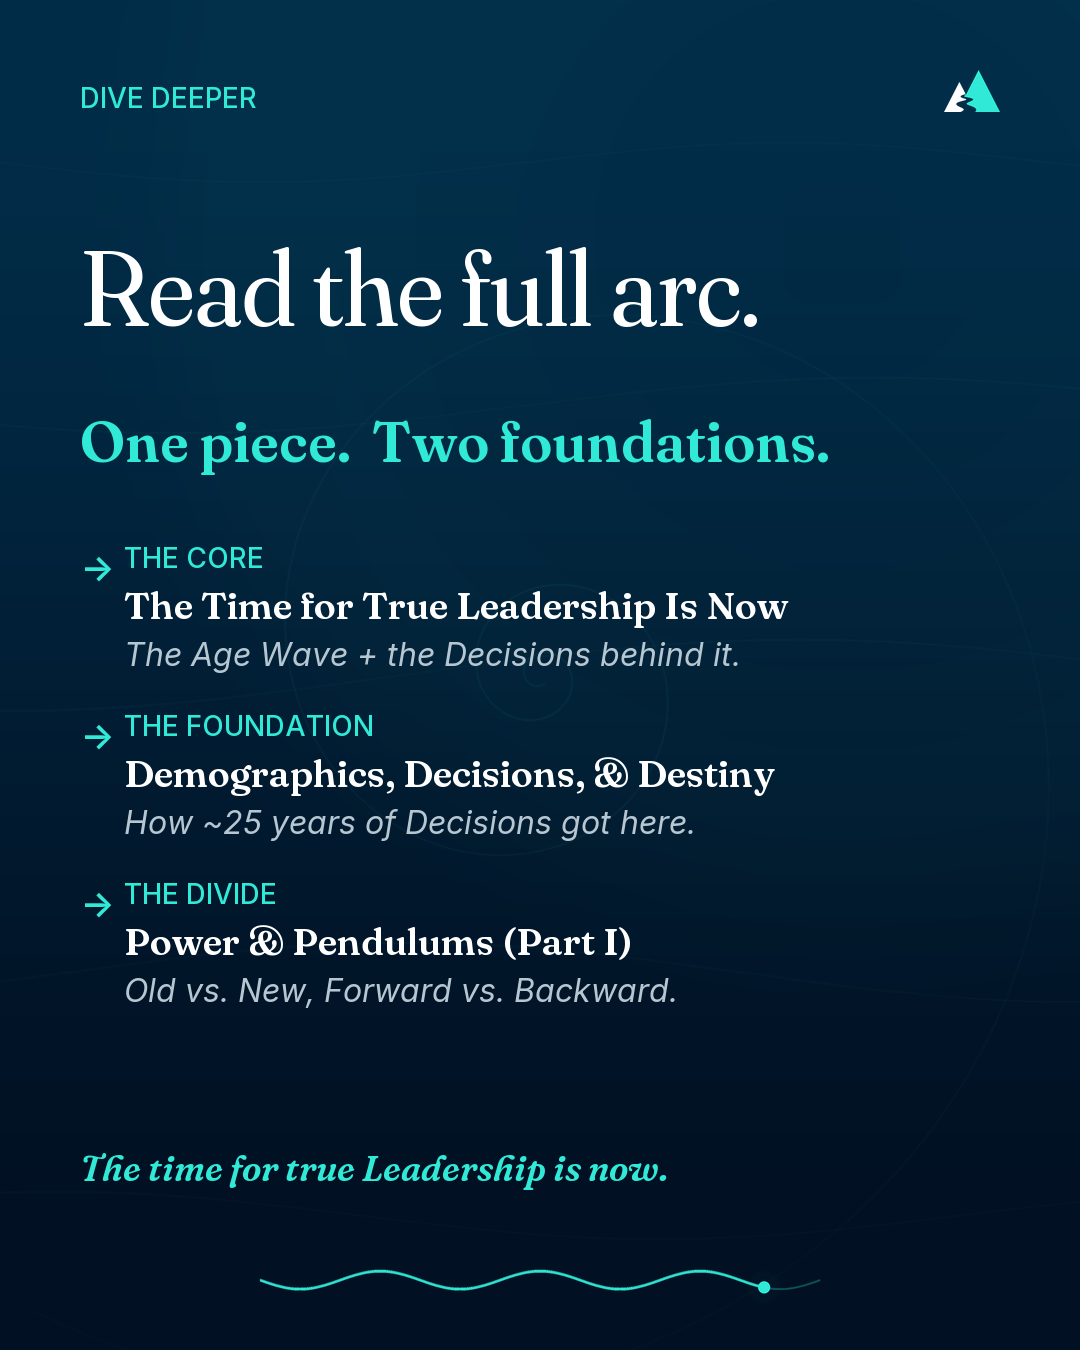 DIVE DEEPER
Read the full arc.
One piece. Two foundations.
→ THE CORE
The Time for True Leadership Is Now
The Age Wave + the Decisions behind it.
→ THE FOUNDATION
Demographics, Decisions, & Destiny
How ~25 years of Decisions got here.
→ THE DIVIDE
Power & Pendulums (Part I)
Old vs. New, Forward vs. Backward.
The time for true Leadership is now.